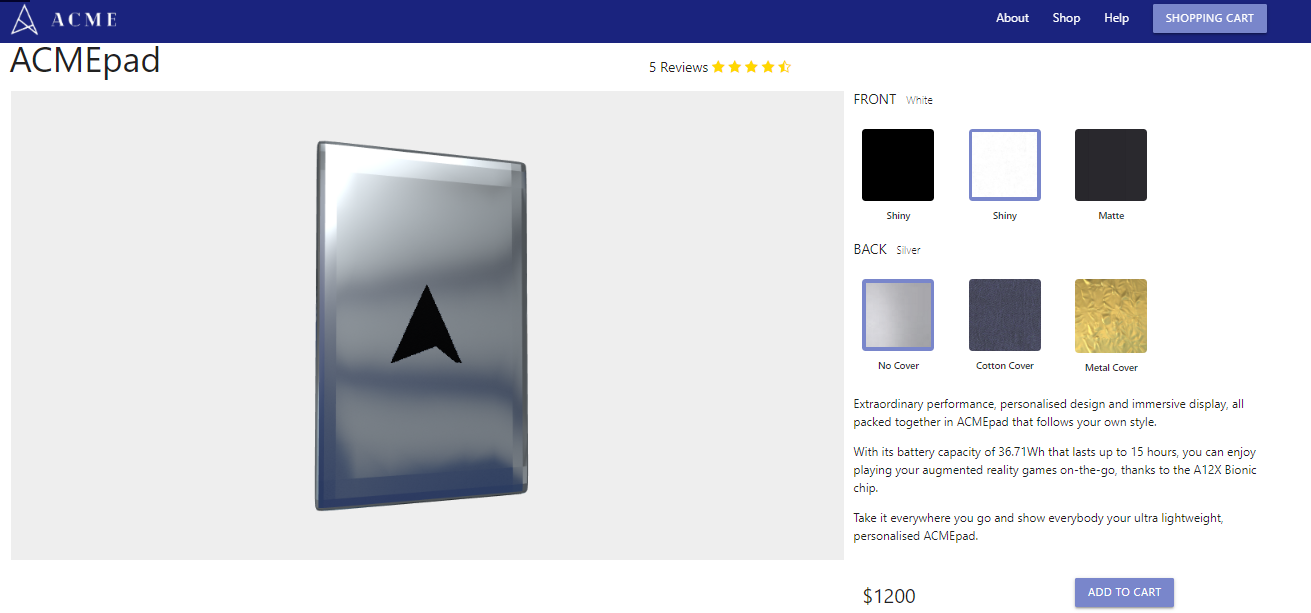 ACME
About Shop Help SHOPPING CART
ACMEpad
5 Reviews
FRONT White
Shiny Shiny Matte
BACK Silver
No Cover Cotton Cover Metal Cover
Extraordinary performance, personalised design and immersive display, all
packed together in ACMEpad that follows your own style.
With its battery capacity of 36.71Wh that lasts up to 15 hours, you can enjoy
playing your augmented reality games on-the-go, thanks to the A12X Bionic
chip.
Take it everywhere you go and show everybody your ultra lightweight,
personalised ACMEpad.
$1200 ADD TO CART